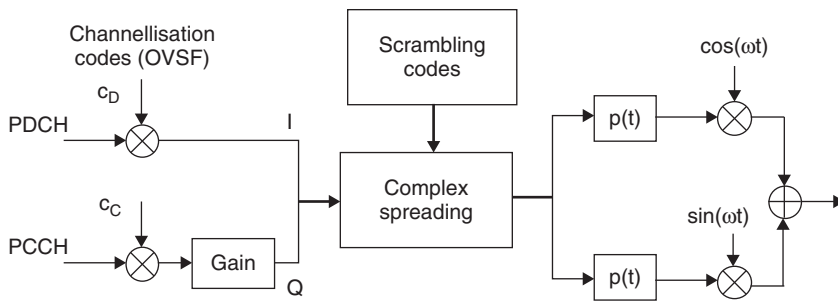 Channellisation
codes (OVSF)
Scrambling
codes
cos(ωt)
c_D
PDCH
I
p(t)
Complex
spreading
c_C
PCCH
Gain
Q
sin(ωt)
p(t)